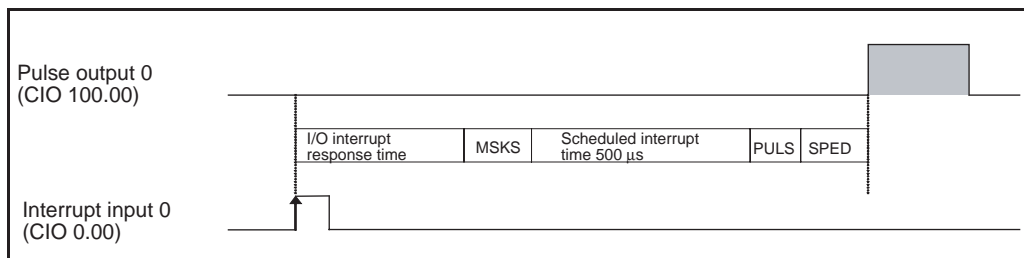 Pulse output 0
(CIO 100.00)
I/O interrupt
response time
MSKS
Scheduled interrupt
time 500 µs
PULS
SPED
Interrupt input 0
(CIO 0.00)